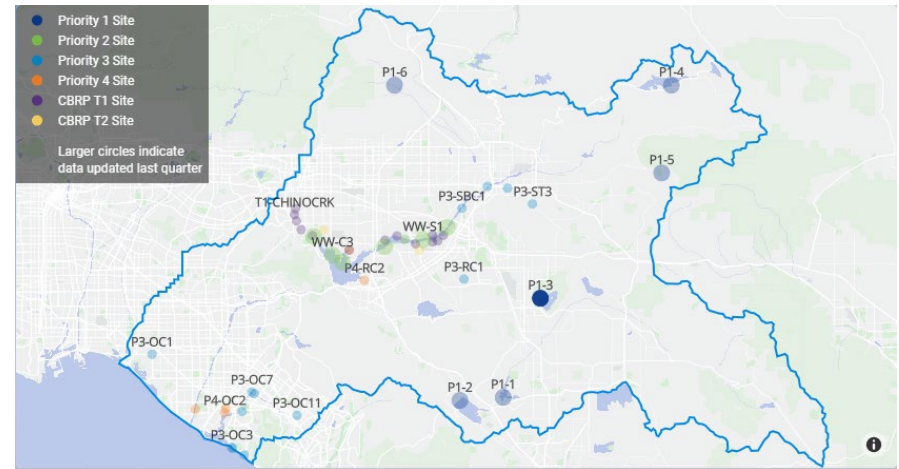 Priority 1 Site
Priority 2 Site
Priority 3 Site
Priority 4 Site
CBRP T1 Site
CBRP T2 Site
Larger circles indicate
data updated last quarter
P1-6
P1-4
P1-5
P3-SBC1
P3-ST3
T1-CHINOCRK
WW-S1
WW-C3
P4-RC2
P3-RC1
P1-3
P3-OC1
P3-OC7
P1-2
P1-1
P4-OC2
P3-OC11
P3-OC3